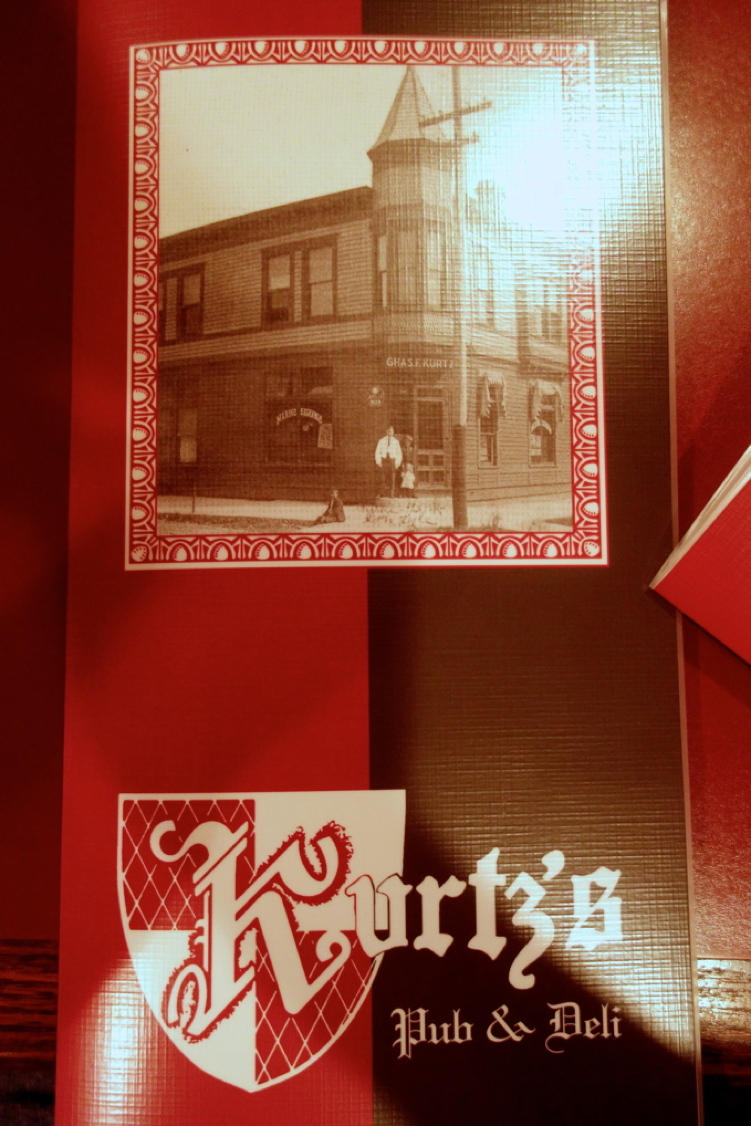 CHAS. F. KURTZ
Kurtz's
Pub & Deli